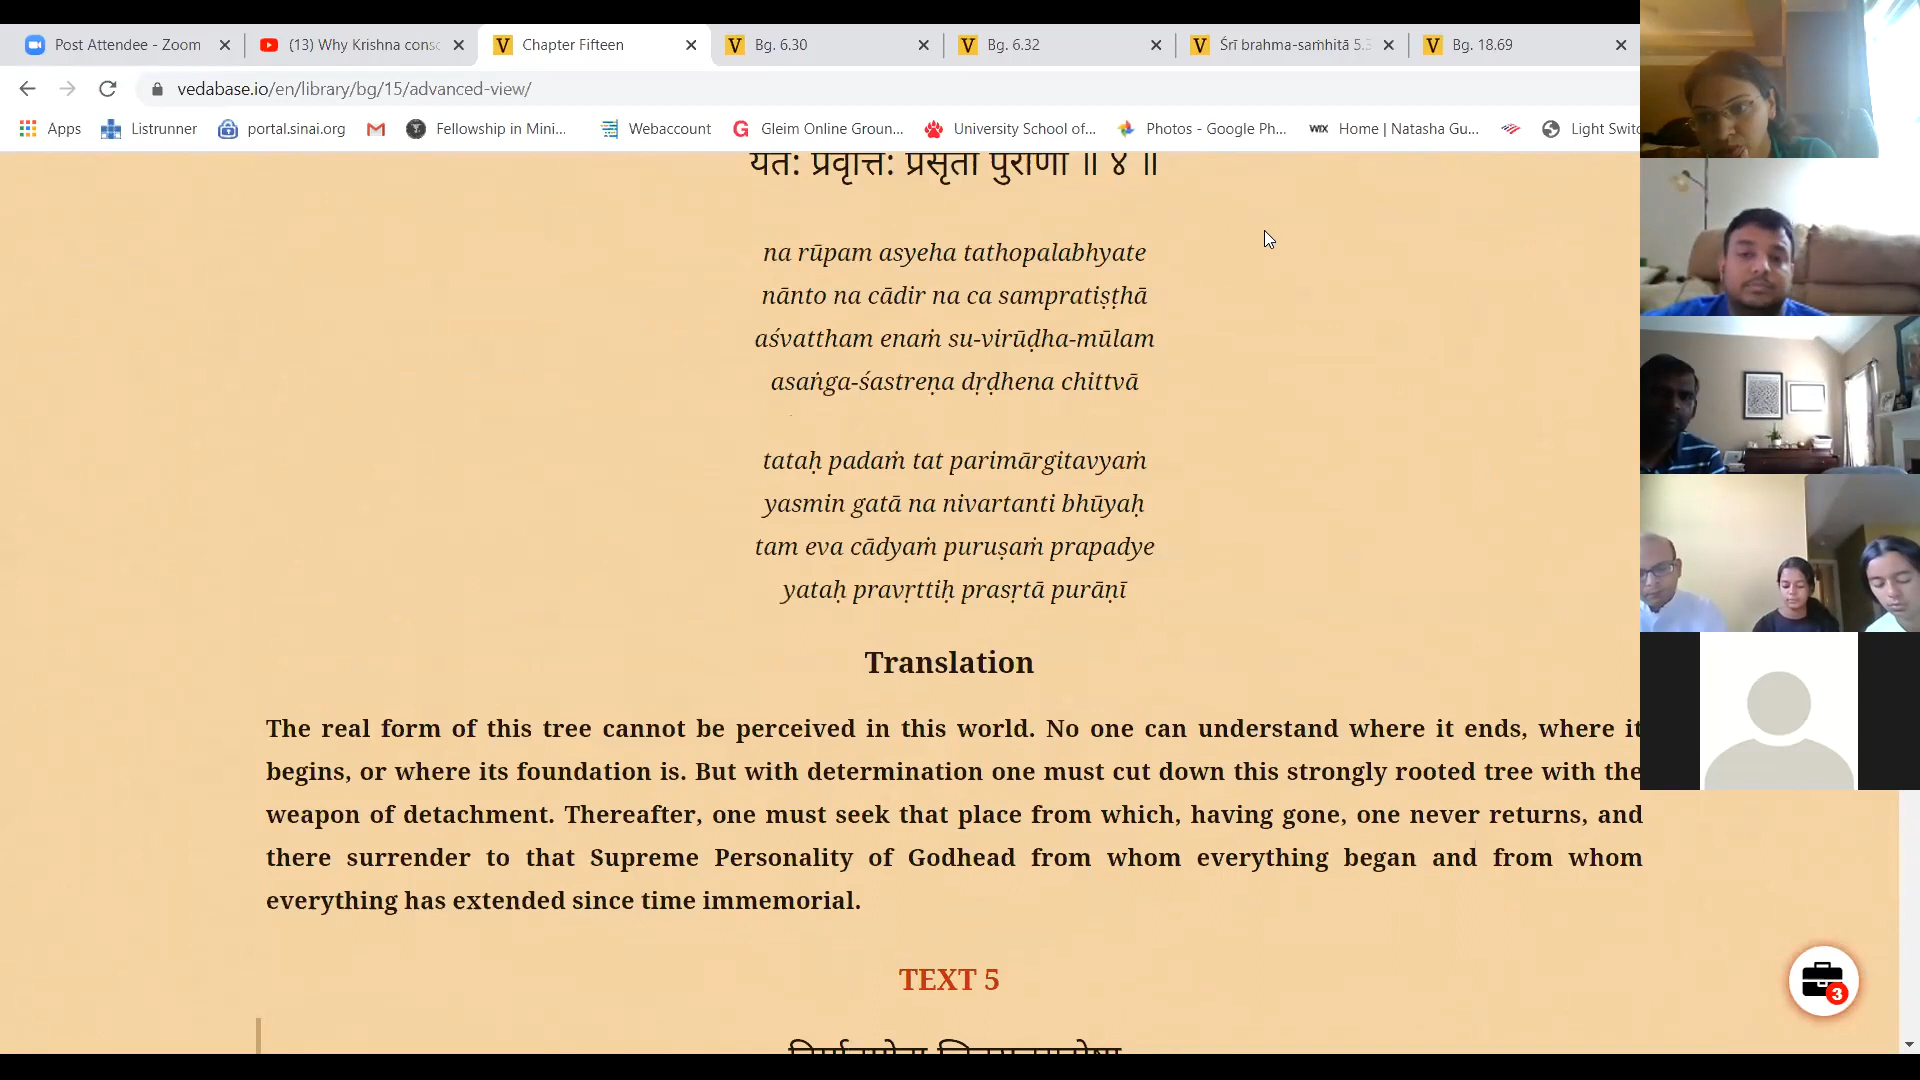 Post Attendee - Zoom
(13) Why Krishna consc
Chapter Fifteen
Bg. 6.30
Bg. 6.32
Śrī brahma-saṁhitā 5.3
Bg. 18.69
vedabase.io/en/library/bg/15/advanced-view/
Apps
Listrunner
portal.sinai.org
Fellowship in Mini...
Webaccount
Gleim Online Groun...
University School of...
Photos - Google Ph...
WIX Home | Natasha Gu...
Light Switc
यत: प्रवृत्ति: प्रसृता पुराणी ॥ ४ ॥
na rūpam asyeha tathopalabhyate
nānto na cādir na ca sampratiṣṭhā
aśvattham enaṁ su-virūḍha-mūlam
asaṅga-śastreṇa dṛḍhena chittvā
tataḥ padaṁ tat parimārgitavyaṁ
yasmin gatā na nivartanti bhūyaḥ
tam eva cādyaṁ puruṣaṁ prapadye
yataḥ pravṛttiḥ prasṛtā purāṇī
Translation
The real form of this tree cannot be perceived in this world. No one can understand where it ends, where it
begins, or where its foundation is. But with determination one must cut down this strongly rooted tree with the
weapon of detachment. Thereafter, one must seek that place from which, having gone, one never returns, and
there surrender to that Supreme Personality of Godhead from whom everything began and from whom
everything has extended since time immemorial.
3
TEXT 5